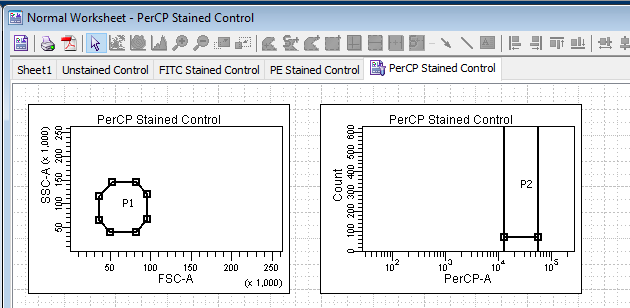 Normal Worksheet - PerCP Stained Control
Sheet1 Unstained Control FITC Stained Control PE Stained Control PerCP Stained Control
PerCP Stained Control
SSC-A (x 1,000)
250
200
150
100
50
P1
50 100 150 200 250
FSC-A
(x 1,000)
PerCP Stained Control
Count
600
500
400
300
200
100
0
P2
10^2 10^3 10^4 10^5
PerCP-A